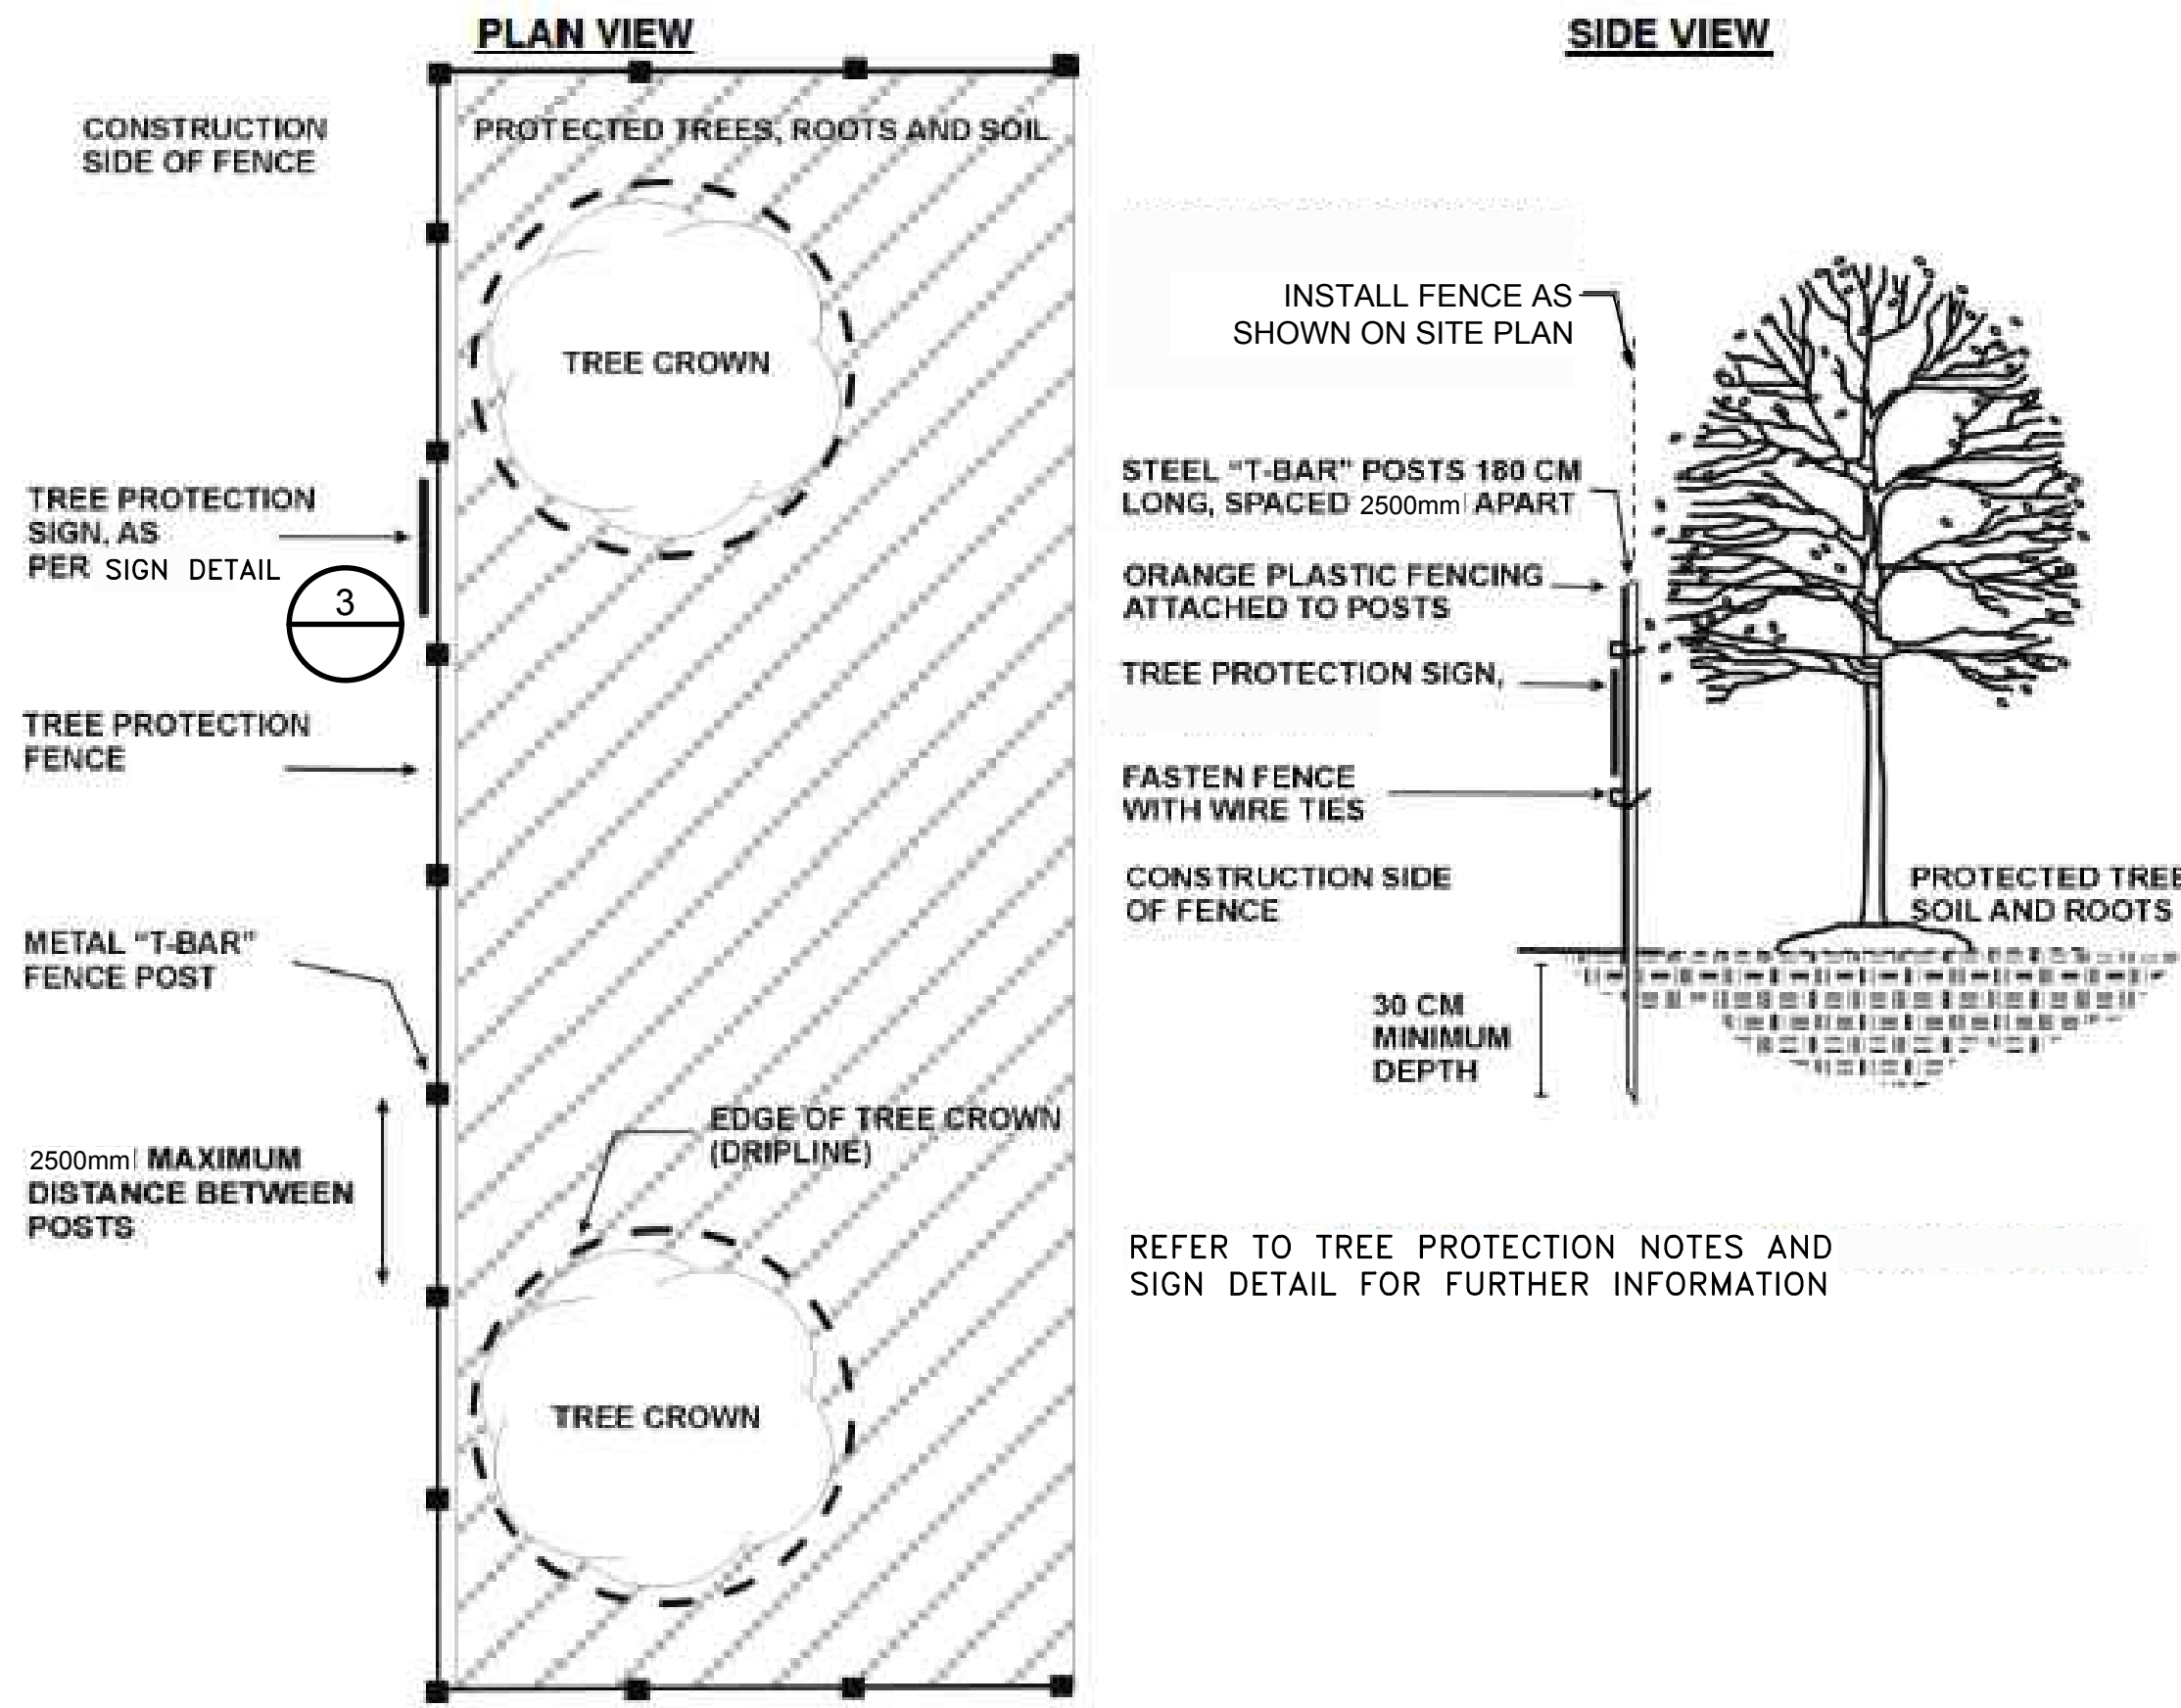 PLAN VIEW
CONSTRUCTION
SIDE OF FENCE
PROTECTED TREES, ROOTS AND SOIL
TREE CROWN
TREE PROTECTION
SIGN, AS
PER SIGN DETAIL
3
TREE PROTECTION
FENCE
METAL "T-BAR"
FENCE POST
2500mm MAXIMUM
DISTANCE BETWEEN
POSTS
EDGE OF TREE CROWN
(DRIPLINE)
TREE CROWN
SIDE VIEW
INSTALL FENCE AS
SHOWN ON SITE PLAN
STEEL "T-BAR" POSTS 180 CM
LONG, SPACED 2500mm APART
ORANGE PLASTIC FENCING
ATTACHED TO POSTS
TREE PROTECTION SIGN,
FASTEN FENCE
WITH WIRE TIES
CONSTRUCTION SIDE
OF FENCE
PROTECTED TREE
SOIL AND ROOTS
30 CM
MINIMUM
DEPTH
REFER TO TREE PROTECTION NOTES AND
SIGN DETAIL FOR FURTHER INFORMATION